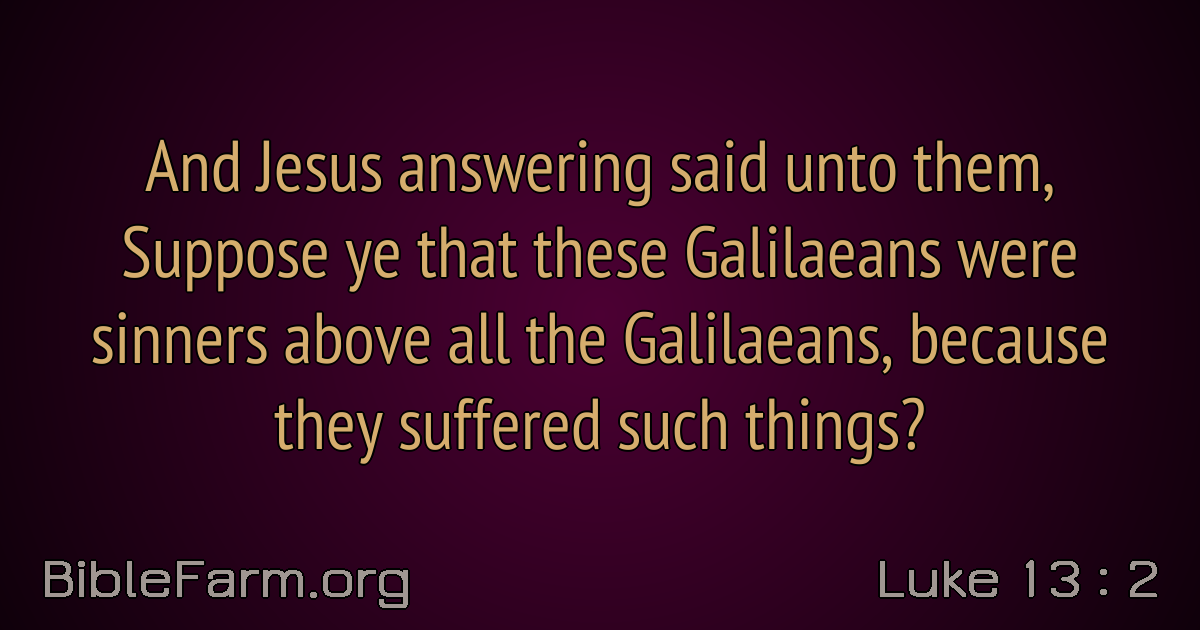 And Jesus answering said unto them,
Suppose ye that these Galilaeans were
sinners above all the Galilaeans, because
they suffered such things?
BibleFarm.org
Luke 13 : 2